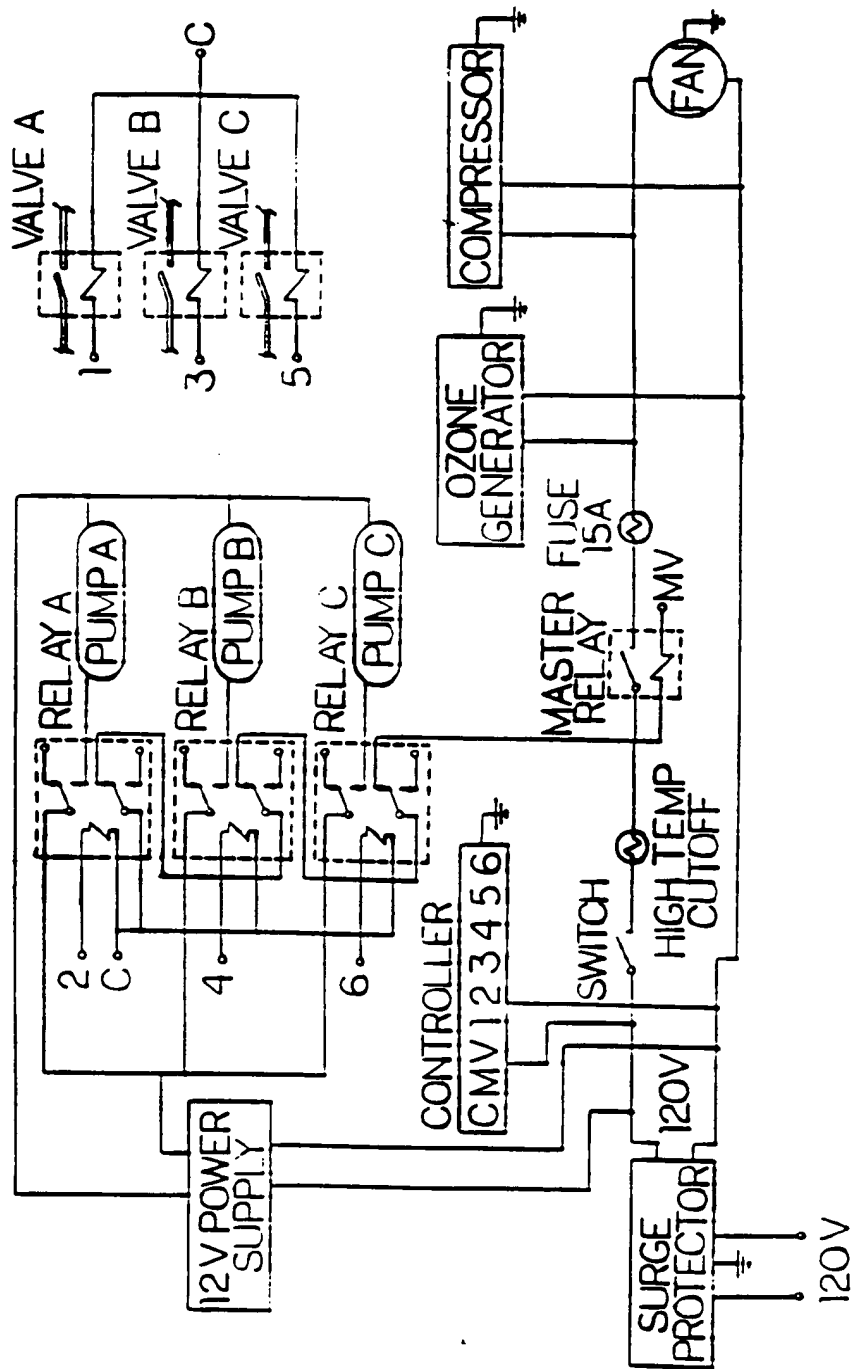 VALVE A
1
VALVE B
3
VALVE C
5
C
RELAY A
PUMP A
2
C
RELAY B
PUMP B
4
RELAY C
PUMP C
6
12V POWER
SUPPLY
CONTROLLER
CMV 1 2 3 4 5 6
OZONE
GENERATOR
COMPRESSOR
SWITCH
HIGH TEMP
CUTOFF
MASTER
RELAY
MV
FUSE
15A
FAN
120V
SURGE
PROTECTOR
120V